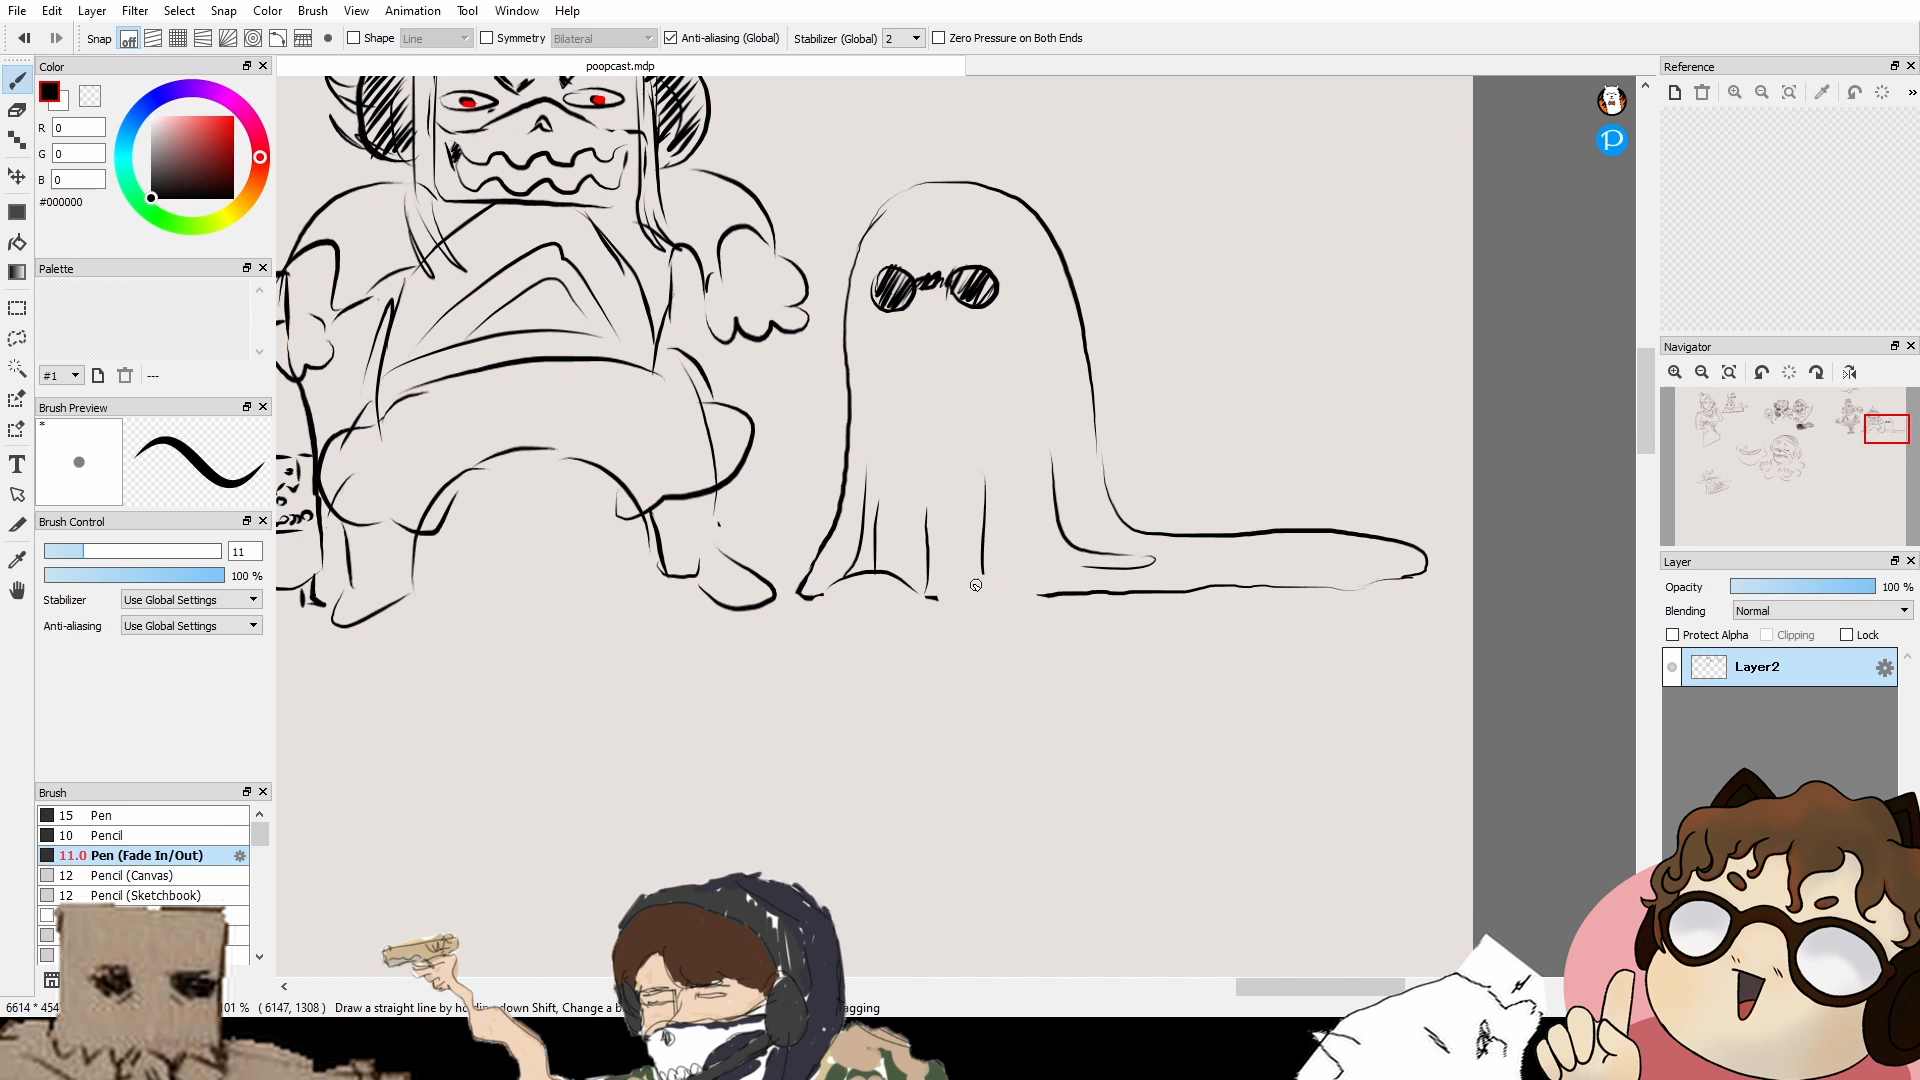 File Edit Layer Filter Select Snap Color Brush View Animation Tool Window Help
Snap off Shape Line Symmetry Bilateral Anti-aliasing (Global) Stabilizer (Global) 2 Zero Pressure on Both Ends
Color
poopcast.mdp
Reference
R 0
G 0
B 0
#000000
Palette
#1 ---
Navigator
Brush Preview
*
Brush Control
11
100 %
Stabilizer Use Global Settings
Anti-aliasing Use Global Settings
Layer
Opacity 100 %
Blending Normal
Protect Alpha Clipping Lock
Layer2
Brush
15 Pen
10 Pencil
11.0 Pen (Fade In/Out)
12 Pencil (Canvas)
12 Pencil (Sketchbook)
6614 * 454 01 % ( 6147, 1308 ) Draw a straight line by ho down Shift, Change a b agging